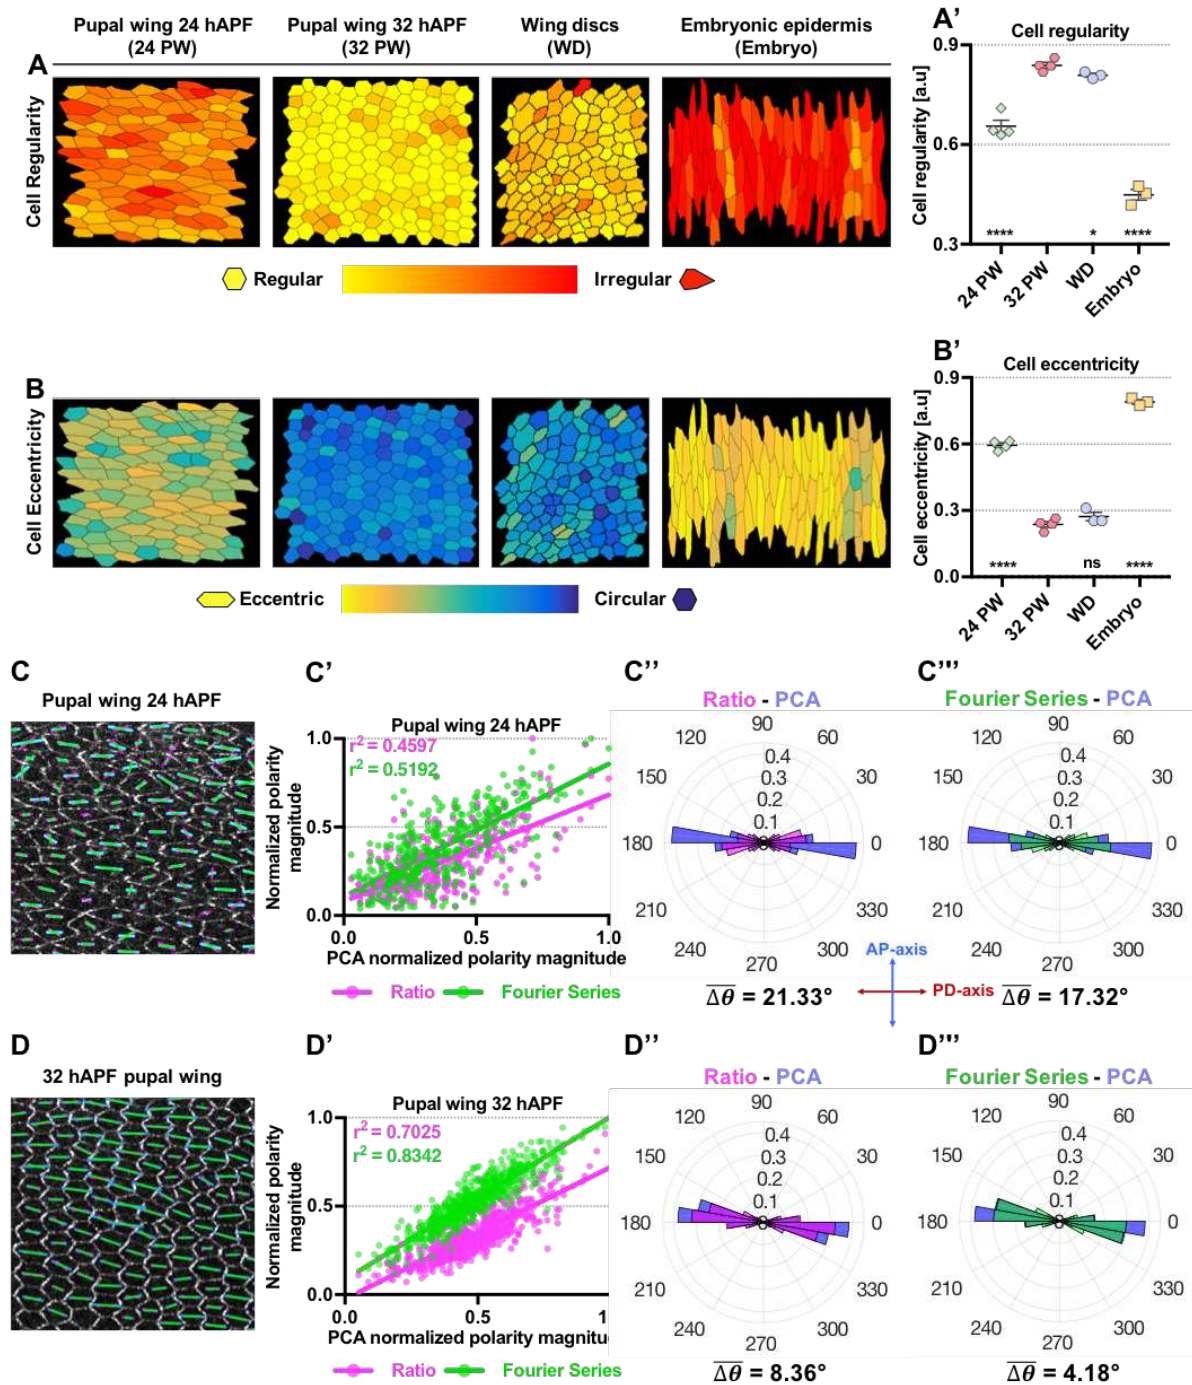 Pupal wing 24 hAPF
(24 PW)
Pupal wing 32 hAPF
(32 PW)
Wing discs
(WD)
Embryonic epidermis
(Embryo)
A
Cell Regularity
Regular
Irregular
A’
Cell regularity
Cell regularity [a.u]
0.9
0.6
0.3
****
*
****
24 PW
32 PW
WD
Embryo
B
Cell Eccentricity
Eccentric
Circular
B’
Cell eccentricity
Cell eccentricity [a.u]
0.9
0.6
0.3
0.0
****
ns
****
24 PW
32 PW
WD
Embryo
C
Pupal wing 24 hAPF
C’
Pupal wing 24 hAPF
r² = 0.4597
r² = 0.5192
Normalized polarity
magnitude
1.0
0.5
0.0
0.0
0.5
1.0
PCA normalized polarity magnitude
Ratio
Fourier Series
C’’
Ratio - PCA
90
120
60
150
30
180
0
210
330
240
300
270
0.4
0.3
0.2
0.1
0
Δθ = 21.33°
AP-axis
PD-axis
C’’’
Fourier Series - PCA
90
120
60
150
30
180
0
210
330
240
300
270
0.4
0.3
0.2
0.1
0
Δθ = 17.32°
D
32 hAPF pupal wing
D’
Pupal wing 32 hAPF
r² = 0.7025
r² = 0.8342
Normalized polarity
magnitude
1.0
0.5
0.0
0.0
0.5
1
PCA normalized polarity magnitu
Ratio
Fourier Series
D’’
Ratio - PCA
90
120
60
150
30
180
0
210
330
240
300
270
0.4
0.3
0.2
0.1
0
Δθ = 8.36°
D’’’
Fourier Series - PCA
90
120
60
150
30
180
0
210
330
240
300
270
0.4
0.3
0.2
0.1
0
Δθ = 4.18°